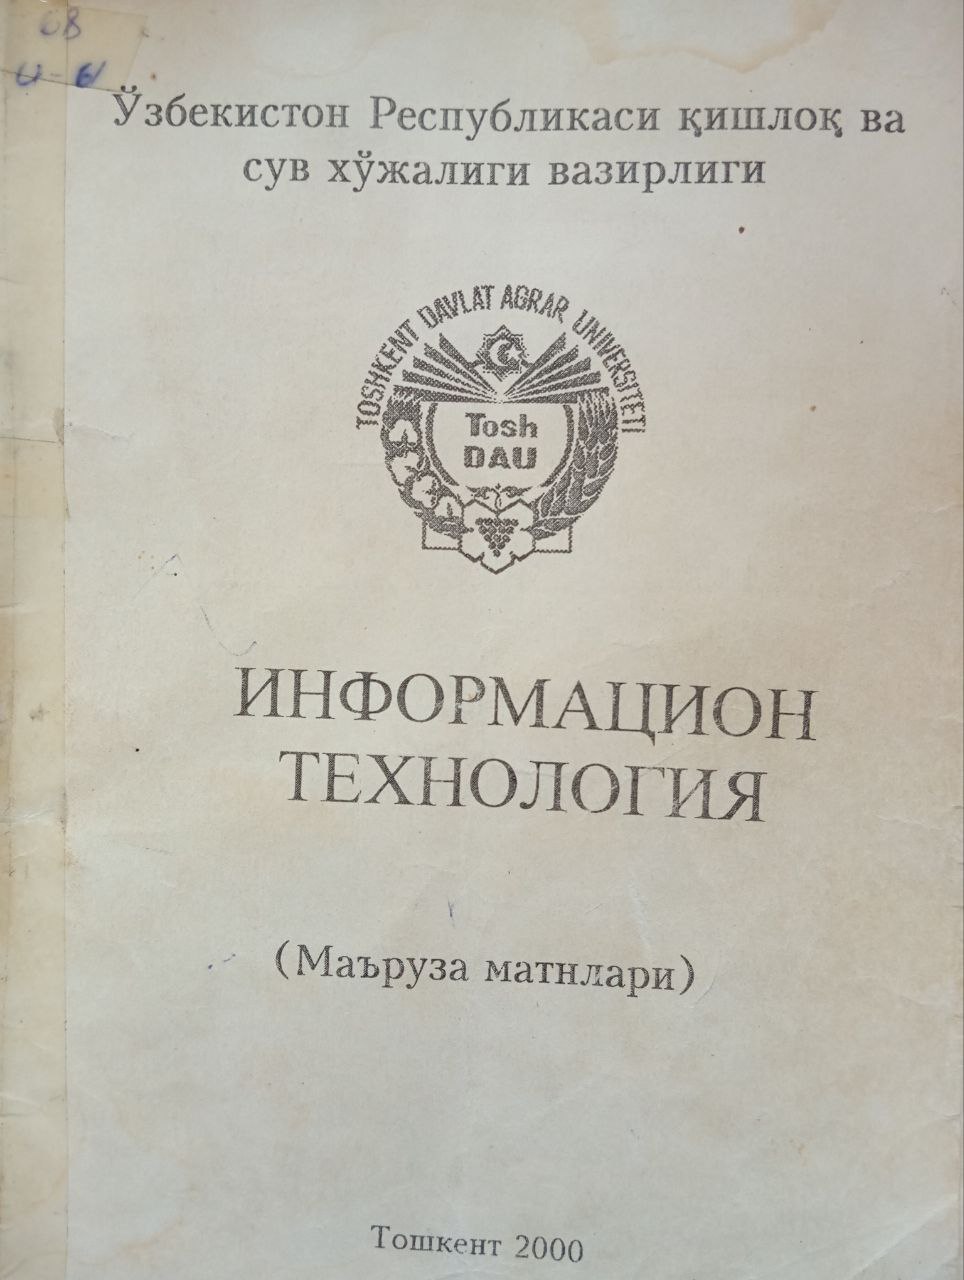 08
Ўзбекистон Республикаси қишлоқ ва
сув хўжалиги вазирлиги
TOSHKENT DAVLAT AGRAR UNIVERSITETI
Tosh
DAU
ИНФОРМАЦИОН
ТЕХНОЛОГИЯ
(Маъруза матнлари)
Тошкент 2000